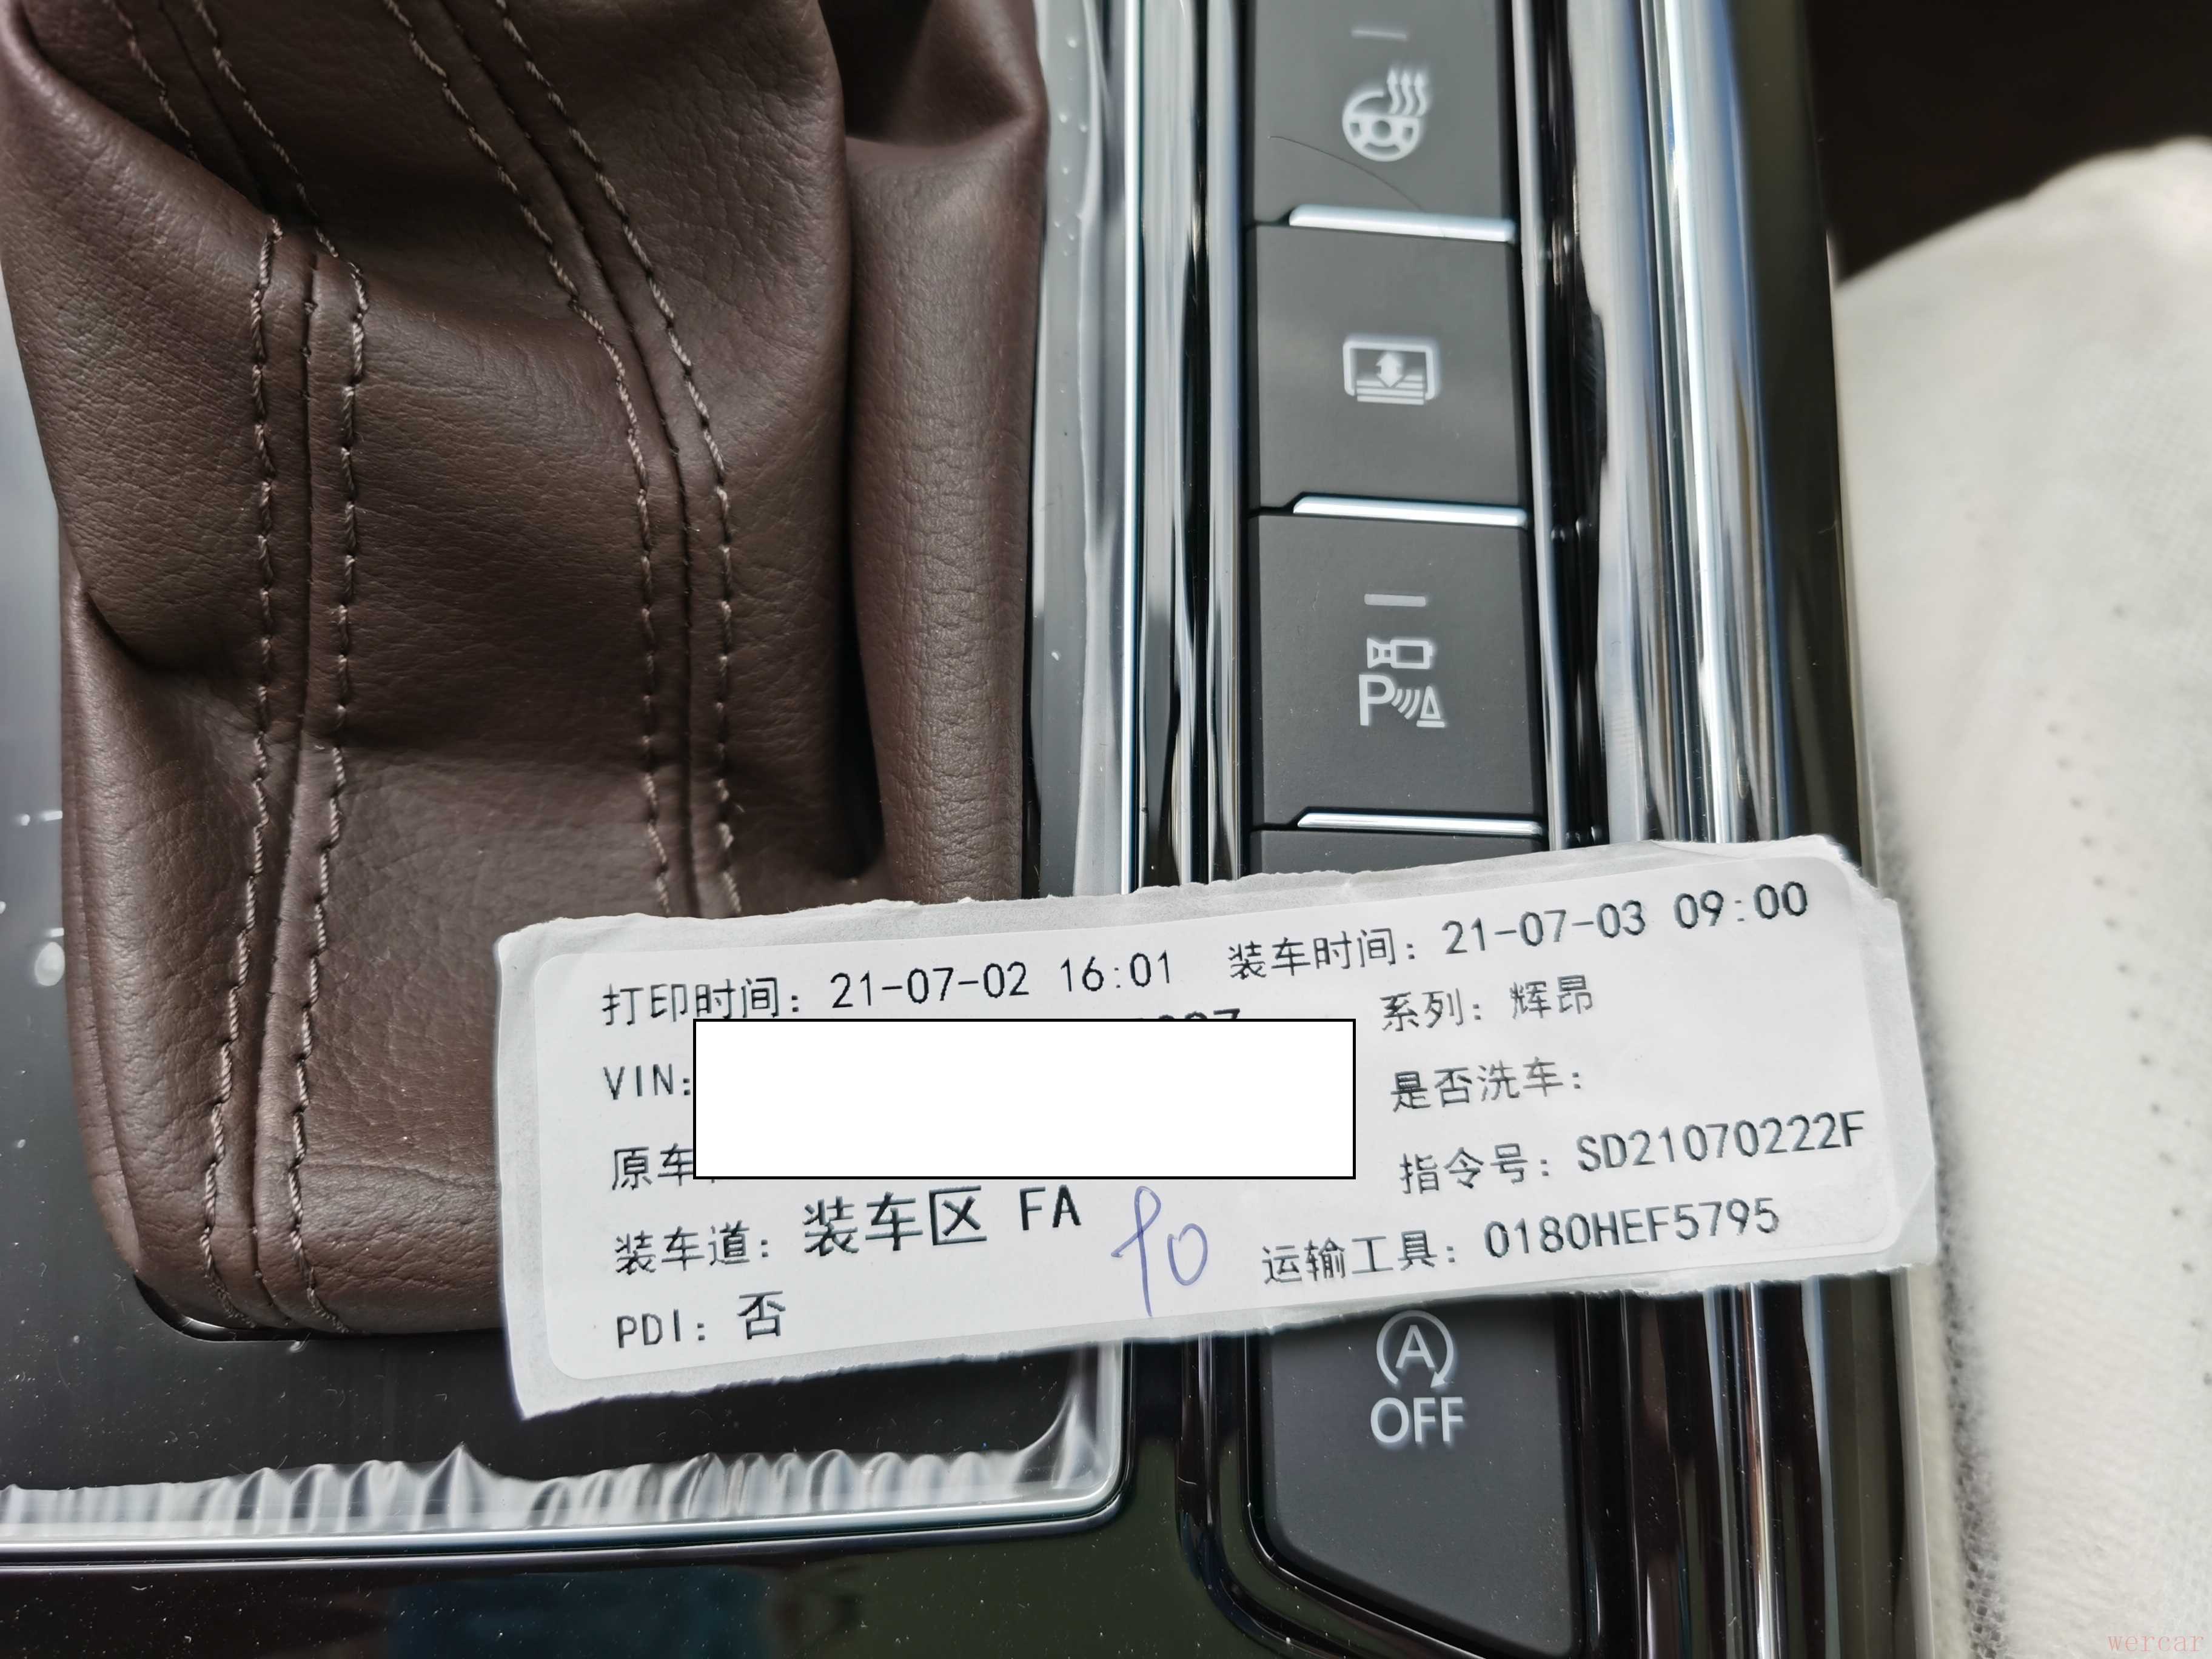 打印时间: 21-07-02 16:01 装车时间: 21-07-03 09:00
VIN: 系列: 辉昂
是否洗车:
原车 指令号: SD21070222F
装车道: 装车区 FA 运输工具: 0180HEF5795
PDI: 否
P
A
OFF
wercar